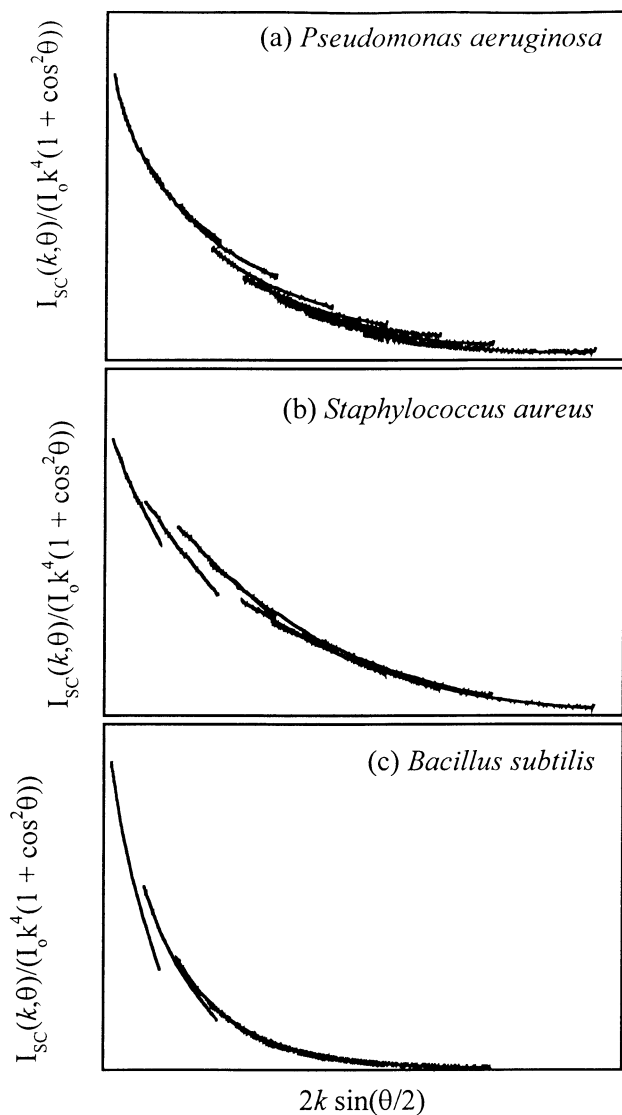 (a) Pseudomonas aeruginosa
I_SC(k,θ)/(I_o k^4(1 + cos^2θ))
(b) Staphylococcus aureus
I_SC(k,θ)/(I_o k^4(1 + cos^2θ))
(c) Bacillus subtilis
I_SC(k,θ)/(I_o k^4(1 + cos^2θ))
2k sin(θ/2)